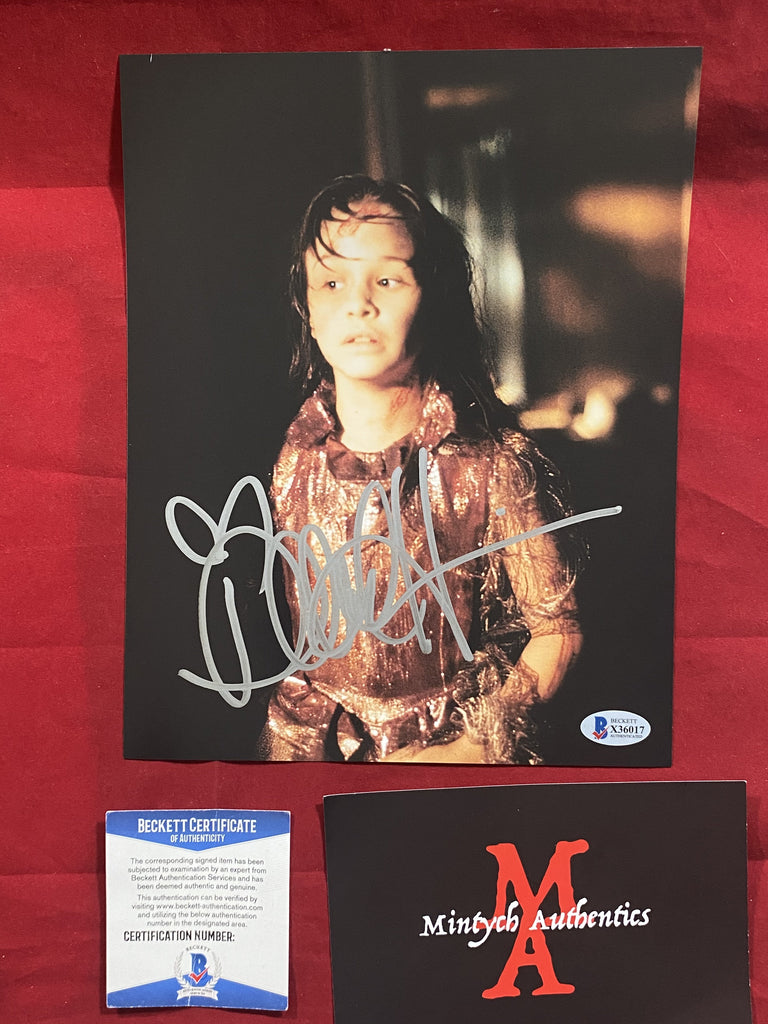 BECKETT
X36017
AUTHENTICATED
BECKETT CERTIFICATE
OF AUTHENTICITY
The corresponding signed item has been
subjected to examination by an expert from
Beckett Authentication Services and has
been deemed authentic and genuine.
This authentication can be verified by
visiting www.beckett-authentication.com
and utilizing the below authentication
number in the designated area.
CERTIFICATION NUMBER:
BECKETT
MA
Mintych Authentics